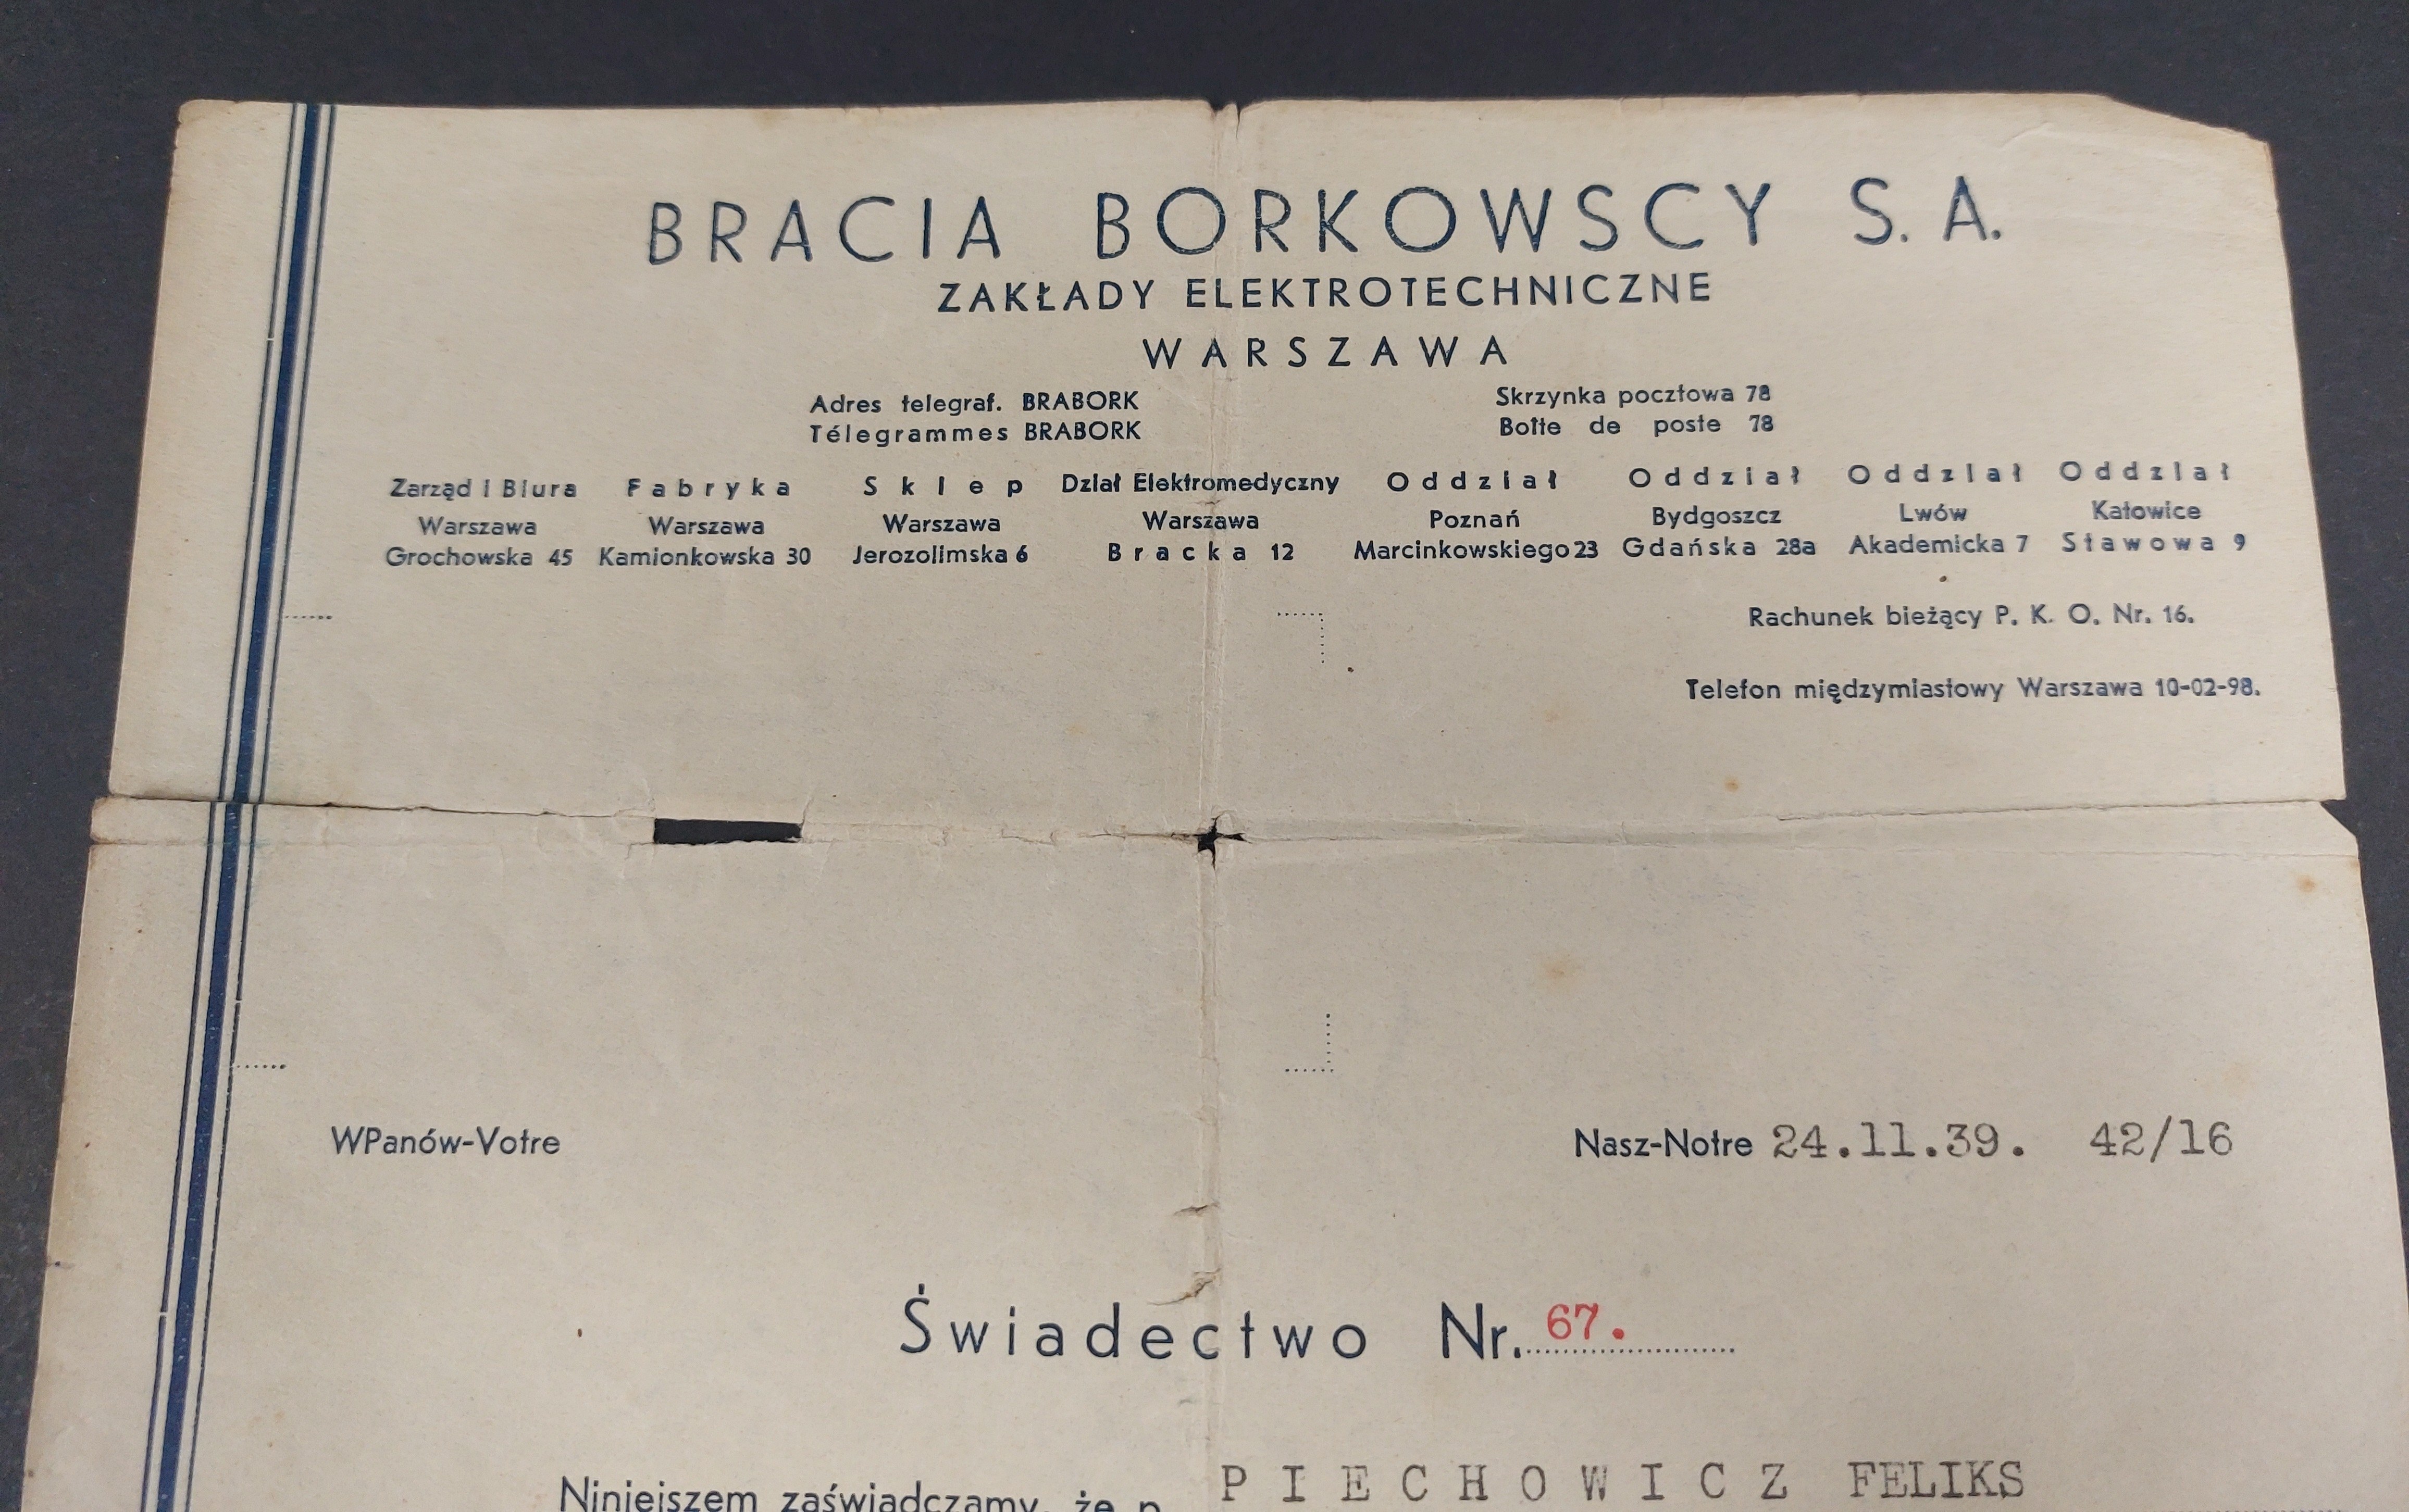 BRACIA BORKOWSCY S. A.
ZAKŁADY ELEKTROTECHNICZNE
WARSZAWA
Adres telegraf. BRABORK Skrzynka pocztowa 78
Télegrammes BRABORK Boîte de poste 78
Zarząd i Biura Fabryka Sklep Dział Elektromedyczny Oddział Oddział Oddział Oddział
Warszawa Warszawa Warszawa Warszawa Poznań Bydgoszcz Lwów Katowice
Grochowska 45 Kamionkowska 30 Jerozolimska 6 Bracka 12 Marcinkowskiego 23 Gdańska 28a Akademicka 7 Stawowa 9
Rachunek bieżący P. K. O. Nr. 16.
Telefon międzymiastowy Warszawa 10-02-98.
WPanów-Votre Nasz-Notre 24.11.39. 42/16
Świadectwo Nr. 67.
Niniejszem zaświadczamy, że p. PIECHOWICZ FELIKS